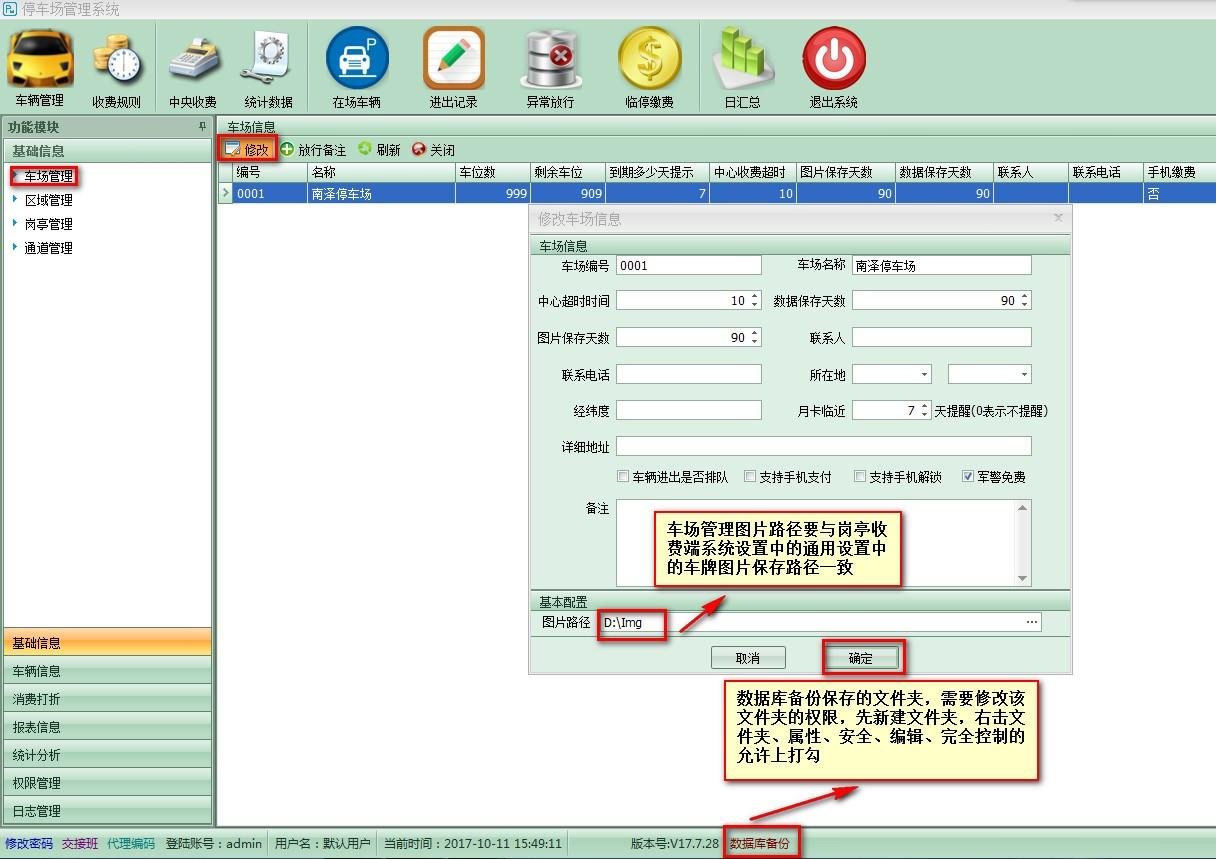 停车场管理系统
车辆管理 收费规则 中央收费 统计数据 在场车辆 进出记录 异常放行 临停缴费 日汇总 退出系统
功能模块
基础信息
车场管理
区域管理
岗亭管理
通道管理
基础信息
车辆信息
消费打折
报表信息
统计分析
权限管理
日志管理
车场信息
修改 放行备注 刷新 关闭
编号 名称 车位数 剩余车位 到期多少天提示 中心收费超时 图片保存天数 数据保存天数 联系人 联系电话 手机缴费
0001 南泽停车场 999 909 7 10 90 90 否
修改车场信息
车场信息
车场编号 0001 车场名称 南泽停车场
中心超时时间 10 数据保存天数 90
图片保存天数 90 联系人
联系电话 所在地
经纬度 月卡临近 7 天提醒(0表示不提醒)
详细地址
车辆进出是否排队 支持手机支付 支持手机解锁 军警免费
备注
车场管理图片路径要与岗亭收
费端系统设置中的通用设置中
的车牌图片保存路径一致
基本配置
图片路径 D:\Img ...
取消 确定
数据库备份保存的文件夹，需要修改该
文件夹的权限，先新建文件夹，右击文
件夹、属性、安全、编辑、完全控制的
允许上打勾
修改密码 交接班 代理编码 登陆账号：admin 用户名：默认用户 当前时间：2017-10-11 15:49:11 版本号:V17.7.28 数据库备份